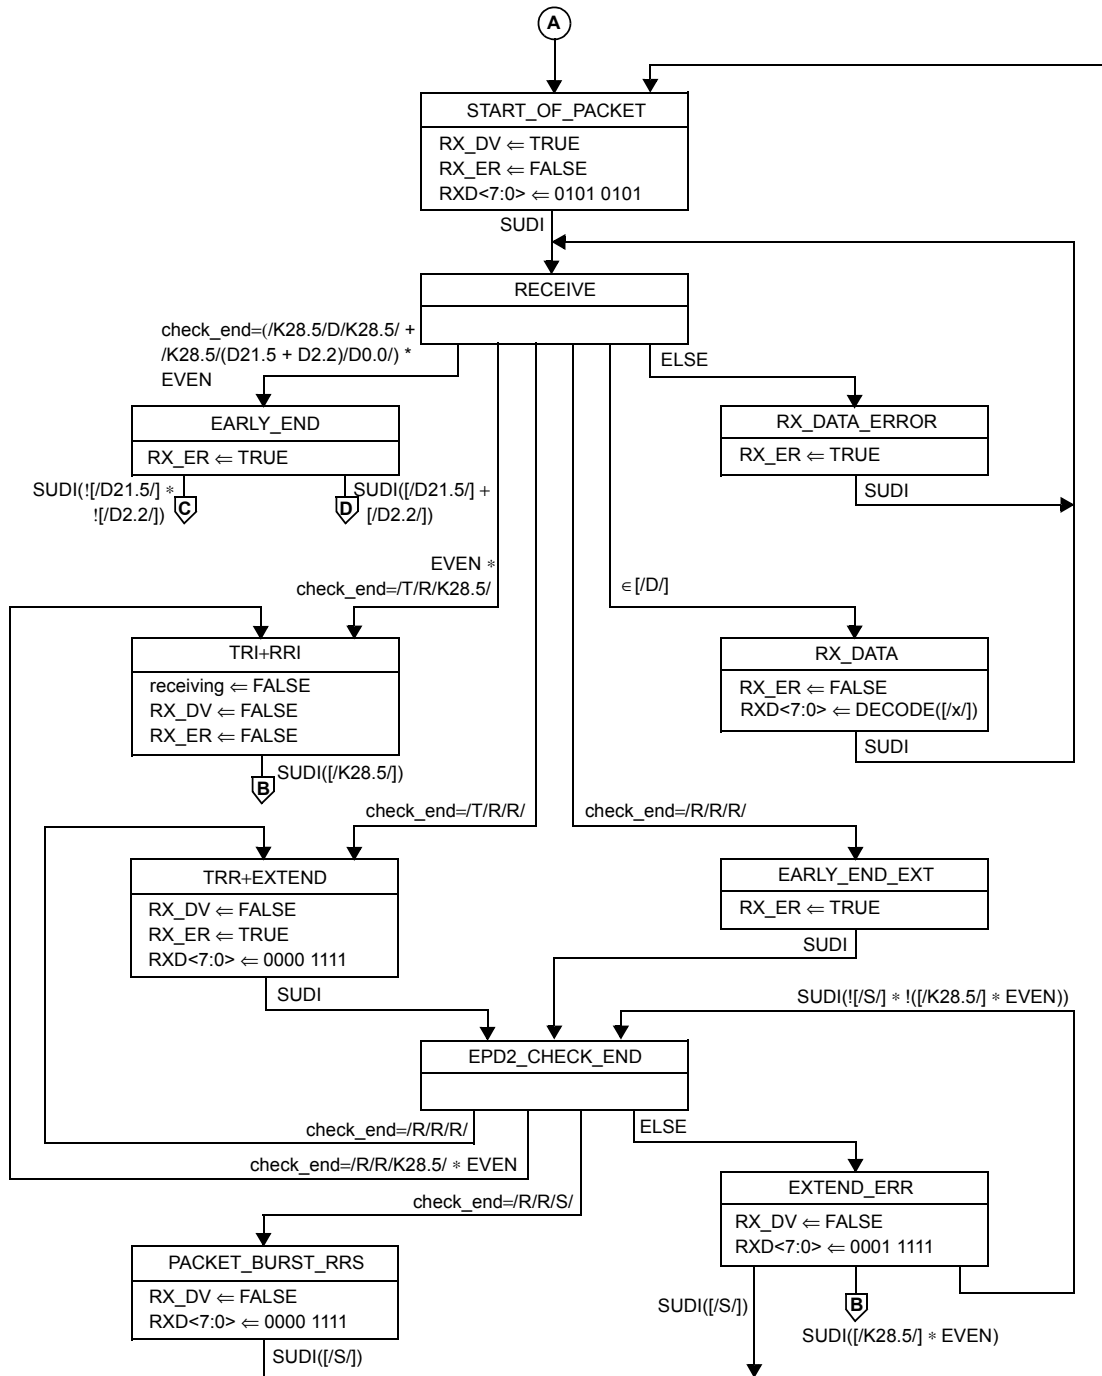 A
START_OF_PACKET
RX_DV ⇐ TRUE
RX_ER ⇐ FALSE
RXD<7:0> ⇐ 0101 0101
SUDI
RECEIVE
check_end=(/K28.5/D/K28.5/ +
/K28.5/(D21.5 + D2.2)/D0.0/) *
EVEN
ELSE
EARLY_END
RX_ER ⇐ TRUE
RX_DATA_ERROR
RX_ER ⇐ TRUE
SUDI(![/D21.5/] ∗
![/D2.2/])
C
D
SUDI([/D21.5/] +
[/D2.2/])
SUDI
EVEN ∗
check_end=/T/R/K28.5/
∈[/D/]
TRI+RRI
receiving ⇐ FALSE
RX_DV ⇐ FALSE
RX_ER ⇐ FALSE
RX_DATA
RX_ER ⇐ FALSE
RXD<7:0> ⇐ DECODE([/x/])
SUDI([/K28.5/])
B
SUDI
check_end=/T/R/R/
check_end=/R/R/R/
TRR+EXTEND
RX_DV ⇐ FALSE
RX_ER ⇐ TRUE
RXD<7:0> ⇐ 0000 1111
EARLY_END_EXT
RX_ER ⇐ TRUE
SUDI
SUDI
SUDI(![/S/] ∗ !([/K28.5/] ∗ EVEN))
EPD2_CHECK_END
check_end=/R/R/R/
ELSE
check_end=/R/R/K28.5/ ∗ EVEN
check_end=/R/R/S/
EXTEND_ERR
RX_DV ⇐ FALSE
RXD<7:0> ⇐ 0001 1111
PACKET_BURST_RRS
RX_DV ⇐ FALSE
RXD<7:0> ⇐ 0000 1111
SUDI([/S/])
B
SUDI([/K28.5/] ∗ EVEN)
SUDI([/S/])